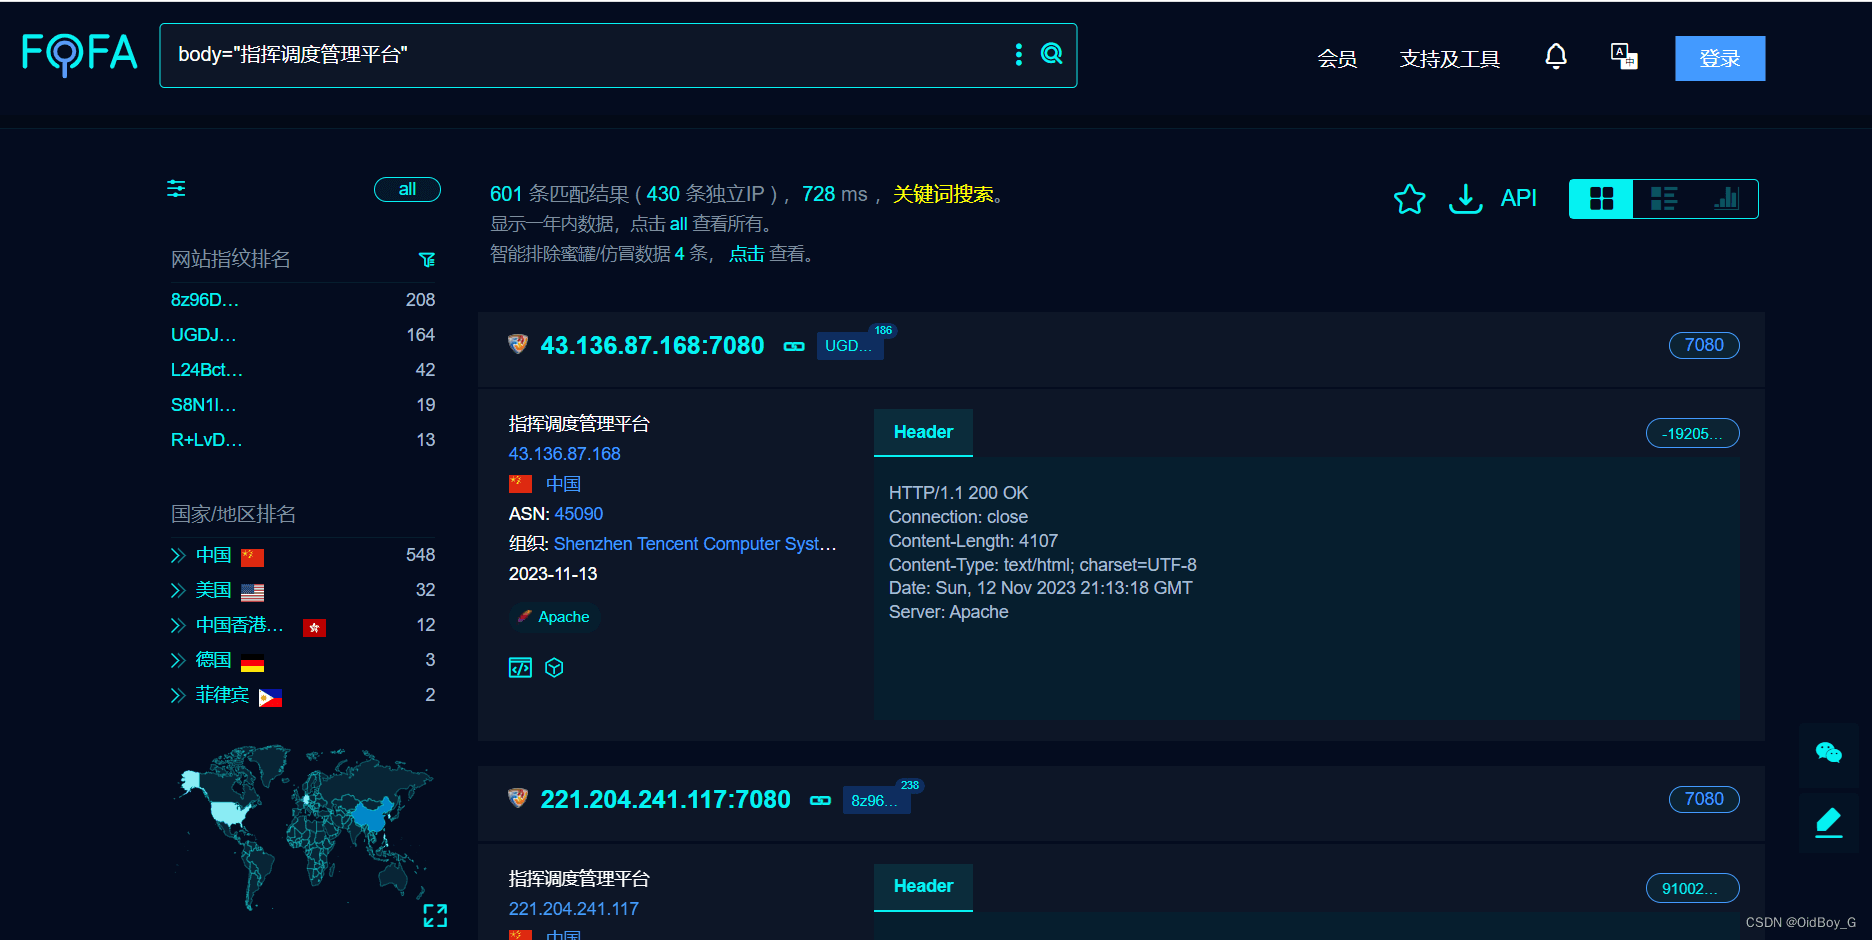 FOFA
body="指挥调度管理平台"
会员
支持及工具
登录
all
601 条匹配结果 ( 430 条独立IP ) ，728 ms ，关键词搜索。
显示一年内数据，点击 all 查看所有。
智能排除蜜罐/仿冒数据 4 条， 点击 查看。
API
网站指纹排名
8z96D... 208
UGDJ... 164
L24Bct... 42
S8N1l... 19
R+LvD... 13
国家/地区排名
中国 548
美国 32
中国香港... 12
德国 3
菲律宾 2
43.136.87.168:7080
UGD...
186
7080
指挥调度管理平台
43.136.87.168
中国
ASN: 45090
组织: Shenzhen Tencent Computer Syst...
2023-11-13
Apache
Header
-19205...
HTTP/1.1 200 OK
Connection: close
Content-Length: 4107
Content-Type: text/html; charset=UTF-8
Date: Sun, 12 Nov 2023 21:13:18 GMT
Server: Apache
221.204.241.117:7080
8z96...
238
7080
指挥调度管理平台
221.204.241.117
中国
Header
91002...
CSDN @OidBoy_G